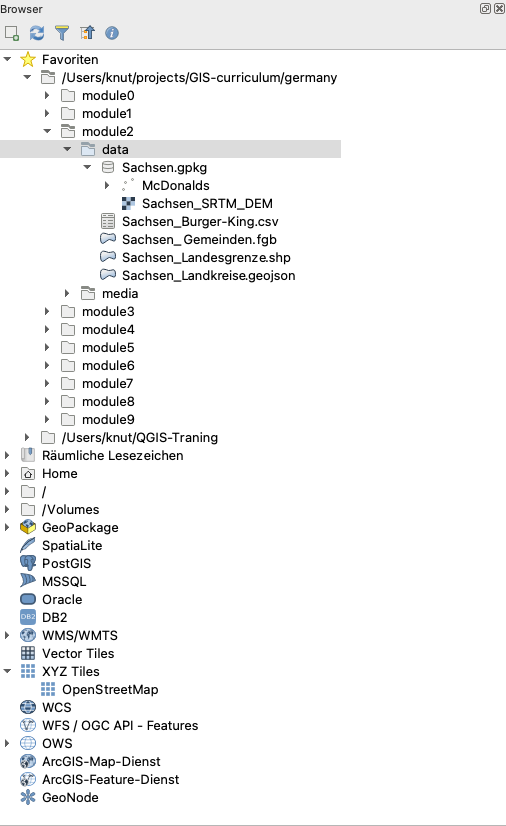 Browser
Favoriten
/Users/knut/projects/GIS-curriculum/germany
module0
module1
module2
data
Sachsen.gpkg
McDonalds
Sachsen_SRTM_DEM
Sachsen_Burger-King.csv
Sachsen_ Gemeinden.fgb
Sachsen_Landesgrenze.shp
Sachsen_Landkreise.geojson
media
module3
module4
module5
module6
module7
module8
module9
/Users/knut/QGIS-Traning
Räumliche Lesezeichen
Home
/
/Volumes
GeoPackage
SpatiaLite
PostGIS
MSSQL
Oracle
DB2
DB2
WMS/WMTS
Vector Tiles
XYZ Tiles
OpenStreetMap
WCS
WFS / OGC API - Features
OWS
ArcGIS-Map-Dienst
ArcGIS-Feature-Dienst
GeoNode